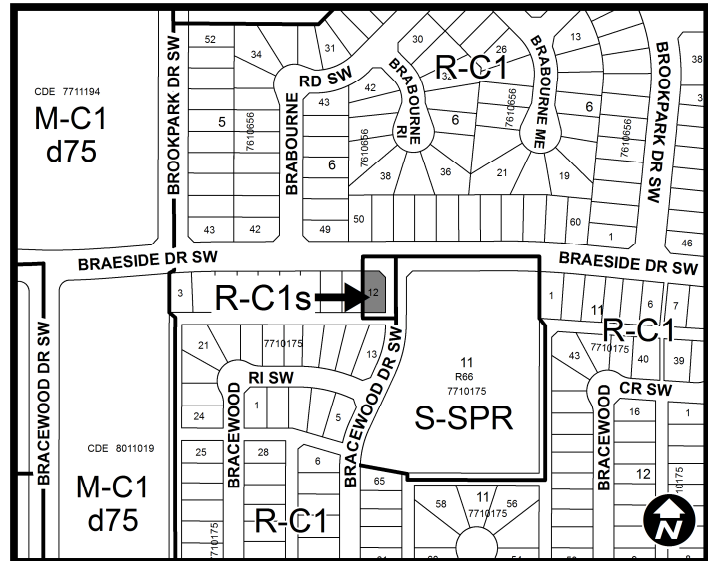 52
34
31
30
26
13
38
CDE 7711194
M-C1
d75
BROOKPARK DR SW
RD SW
BRABOURNE
43
42
BRABOURNE
RI
R-C1
BRABOURNE ME
6
BROOKPARK DR SW
5
7610656
6
7610656
6
7610656
7610656
38
36
21
19
43
42
49
50
60
1
46
BRAESIDE DR SW
BRAESIDE DR SW
3
R-C1s
12
1
11
6
7
R-C1
21
7710175
13
11
R66
7710175
S-SPR
43
7710175
40
39
BRACEWOOD DR SW
RI SW
BRACEWOOD
1
5
BRACEWOOD DR SW
CR SW
BRACEWOOD
24
16
1
CDE 8011019
M-C1
d75
25
28
6
65
12
R-C1
58
11
7710175
56
7710175
N